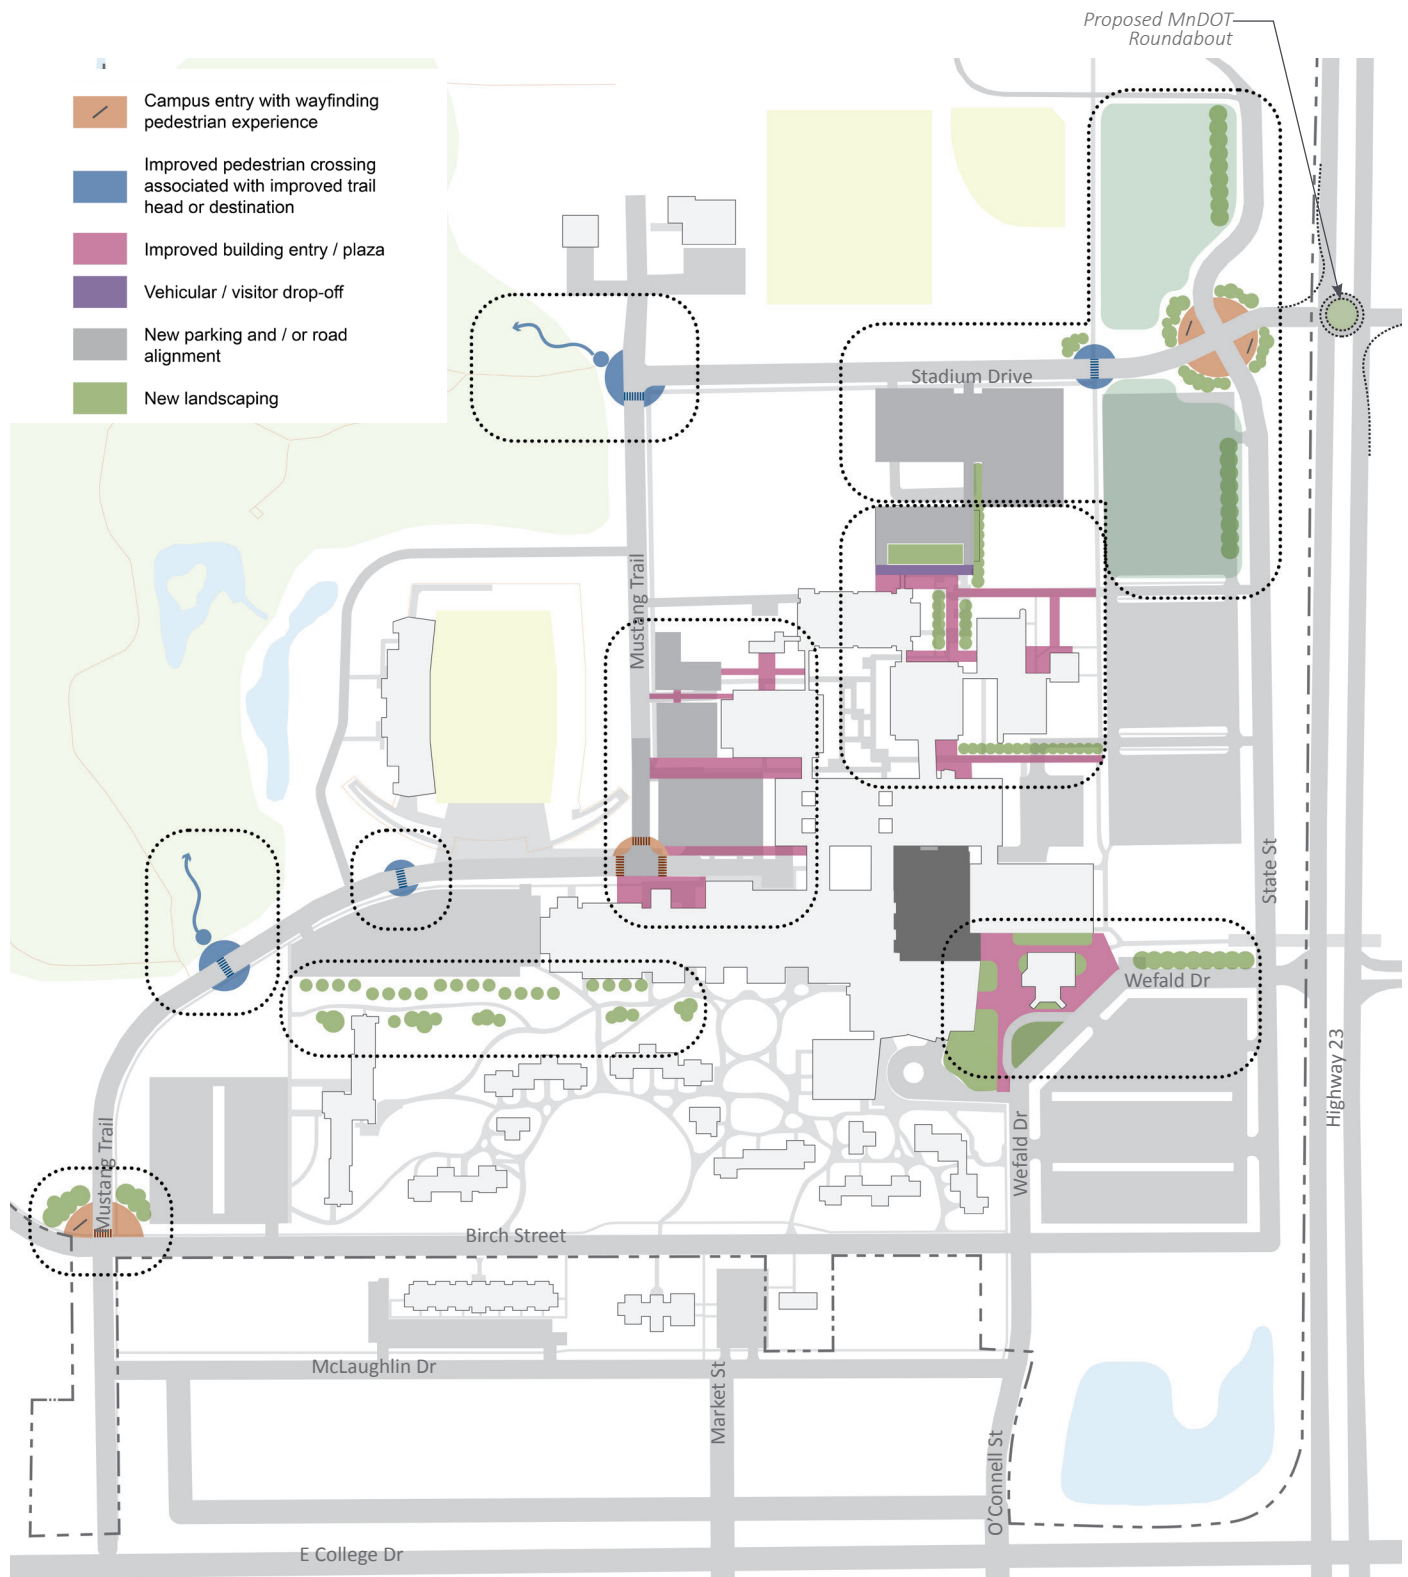 Proposed MnDOT
Roundabout
Campus entry with wayfinding
pedestrian experience
Improved pedestrian crossing
associated with improved trail
head or destination
Improved building entry / plaza
Vehicular / visitor drop-off
New parking and / or road
alignment
New landscaping
Stadium Drive
Mustang Trail
State St
Wefald Dr
Highway 23
Mustang Trail
Wefald Dr
Birch Street
McLaughlin Dr
Market St
O'Connell St
E College Dr